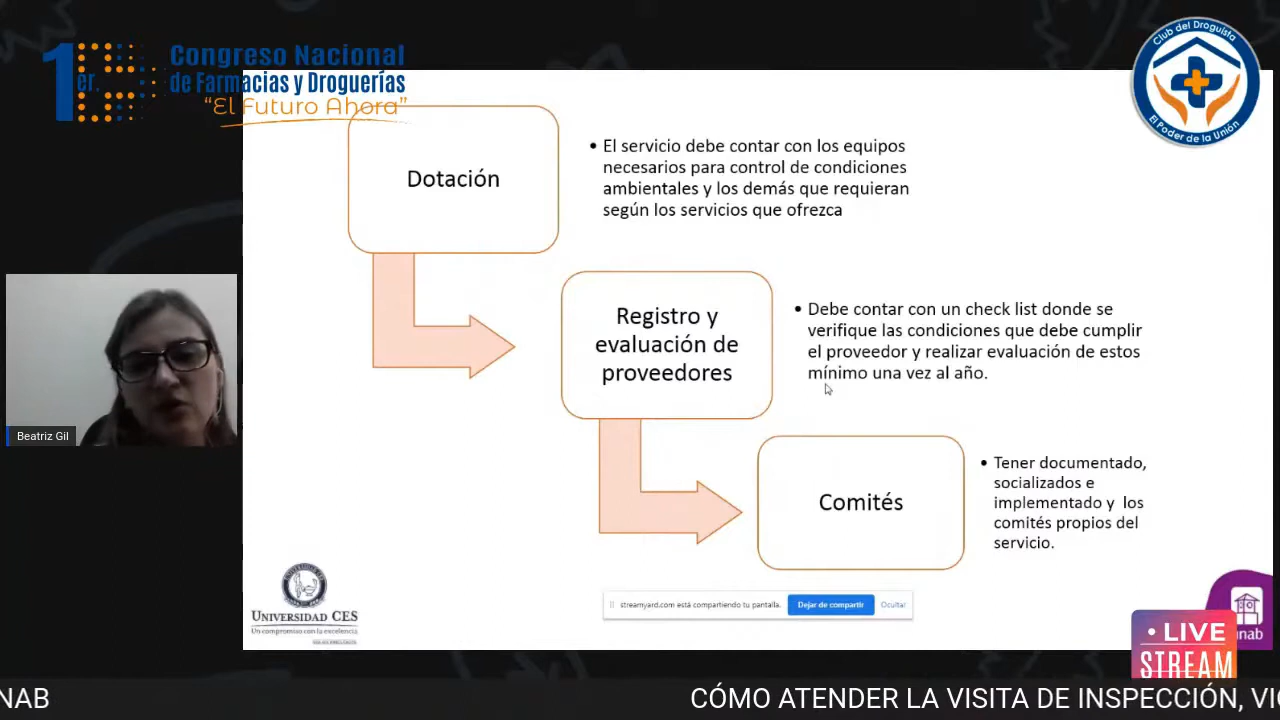 1er.
Congreso Nacional
de Farmacias y Droguerías
“El Futuro Ahora”
Club del Droguista
El Poder de la Unión
Dotación
• El servicio debe contar con los equipos
necesarios para control de condiciones
ambientales y los demás que requieran
según los servicios que ofrezca
Registro y
evaluación de
proveedores
• Debe contar con un check list donde se
verifique las condiciones que debe cumplir
el proveedor y realizar evaluación de estos
mínimo una vez al año.
Comités
• Tener documentado,
socializados e
implementado y los
comités propios del
servicio.
Beatriz Gil
UNIVERSIDAD CES
Un compromiso con la excelencia
streamyard.com está compartiendo tu pantalla.
Dejar de compartir
Ocultar
unab
• LIVE
STREAM
NAB
CÓMO ATENDER LA VISITA DE INSPECCIÓN, VI